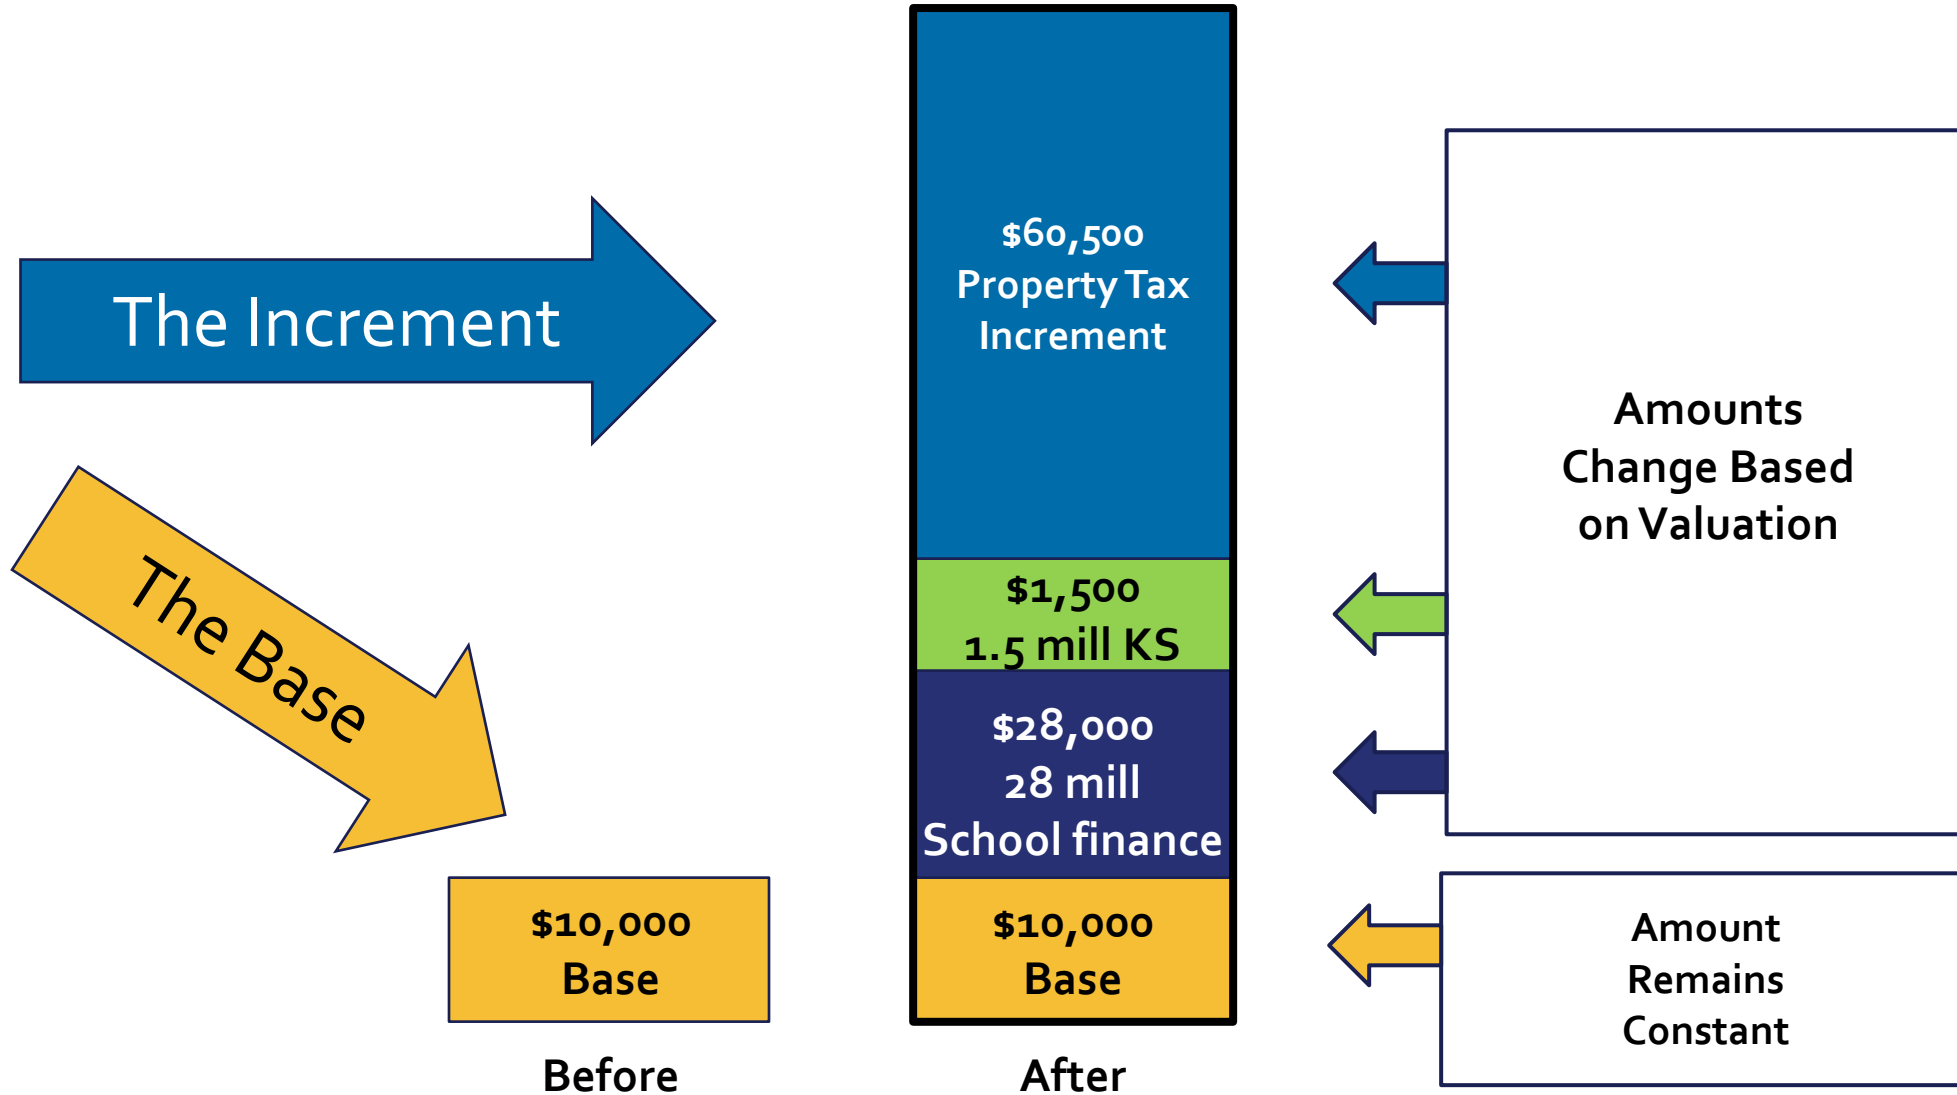 The Increment
The Base
$10,000
Base
Before
$60,500
Property Tax
Increment
$1,500
1.5 mill KS
$28,000
28 mill
School finance
$10,000
Base
After
Amounts
Change Based
on Valuation
Amount
Remains
Constant